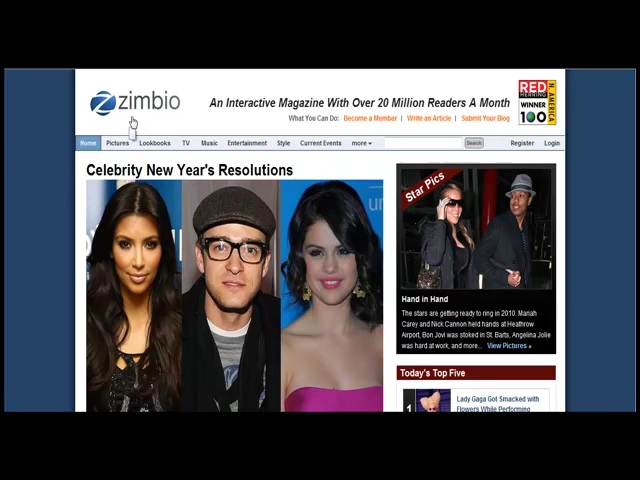 zimbio
An Interactive Magazine With Over 20 Million Readers A Month
What You Can Do: Become a Member | Write an Article | Submit Your Blog
RED HERRING
WINNER
100
N. AMERICA
Home Pictures Lookbooks TV Music Entertainment Style Current Events more Search Register Login
Celebrity New Year's Resolutions
Star Pics
Hand in Hand
The stars are getting ready to ring in 2010. Mariah
Carey and Nick Cannon held hands at Heathrow
Airport, Bon Jovi was stoked in St. Barts, Angelina Jolie
was hard at work, and more... View Pictures »
Today's Top Five
1
Lady Gaga Got Smacked with
Flowers While Performing